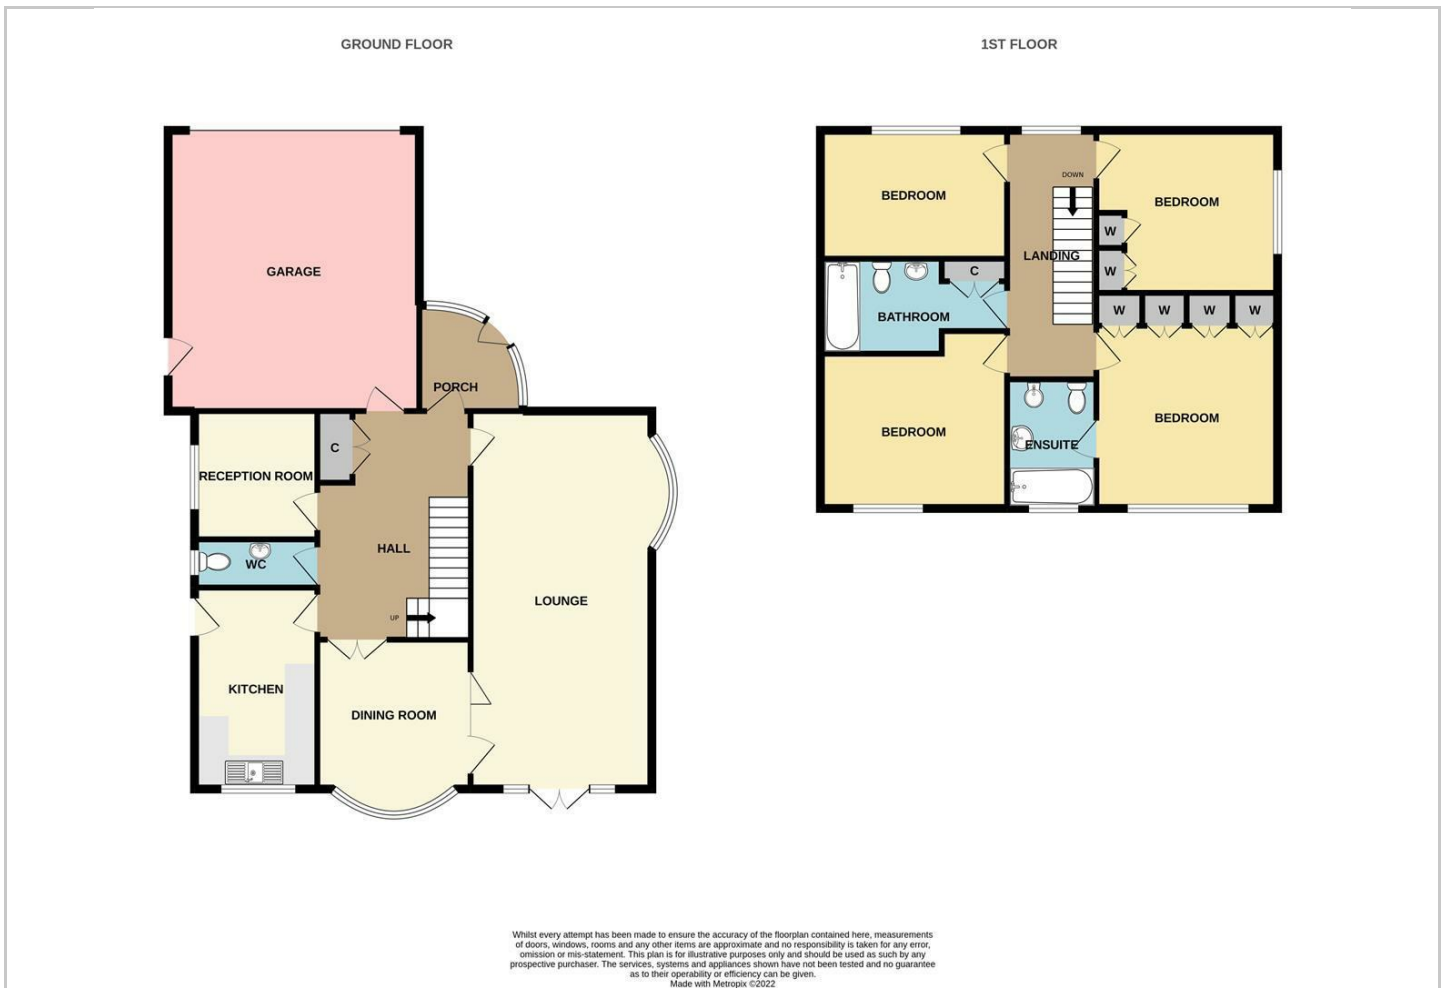 GROUND FLOOR
GARAGE
PORCH
C
RECEPTION ROOM
HALL
WC
LOUNGE
UP
KITCHEN
DINING ROOM
1ST FLOOR
DOWN
BEDROOM
BEDROOM
W
LANDING
C
W
BATHROOM
W
W
W
W
BEDROOM
BEDROOM
ENSUITE
Whilst every attempt has been made to ensure the accuracy of the floorplan contained here, measurements
of doors, windows, rooms and any other items are approximate and no responsibility is taken for any error,
omission or mis-statement. This plan is for illustrative purposes only and should be used as such by any
prospective purchaser. The services, systems and appliances shown have not been tested and no guarantee
as to their operability or efficiency can be given.
Made with Metropix ©2022